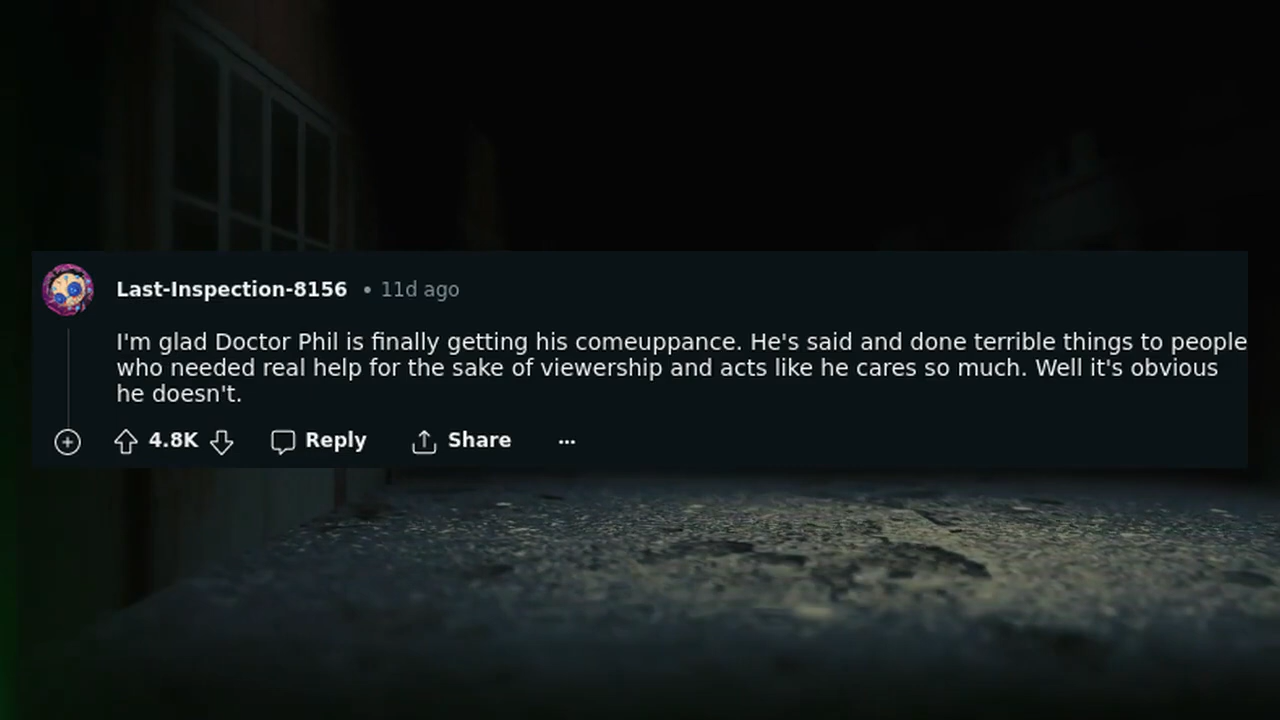 Last-Inspection-8156 • 11d ago
I'm glad Doctor Phil is finally getting his comeuppance. He's said and done terrible things to people
who needed real help for the sake of viewership and acts like he cares so much. Well it's obvious
he doesn't.
4.8K Reply Share ...